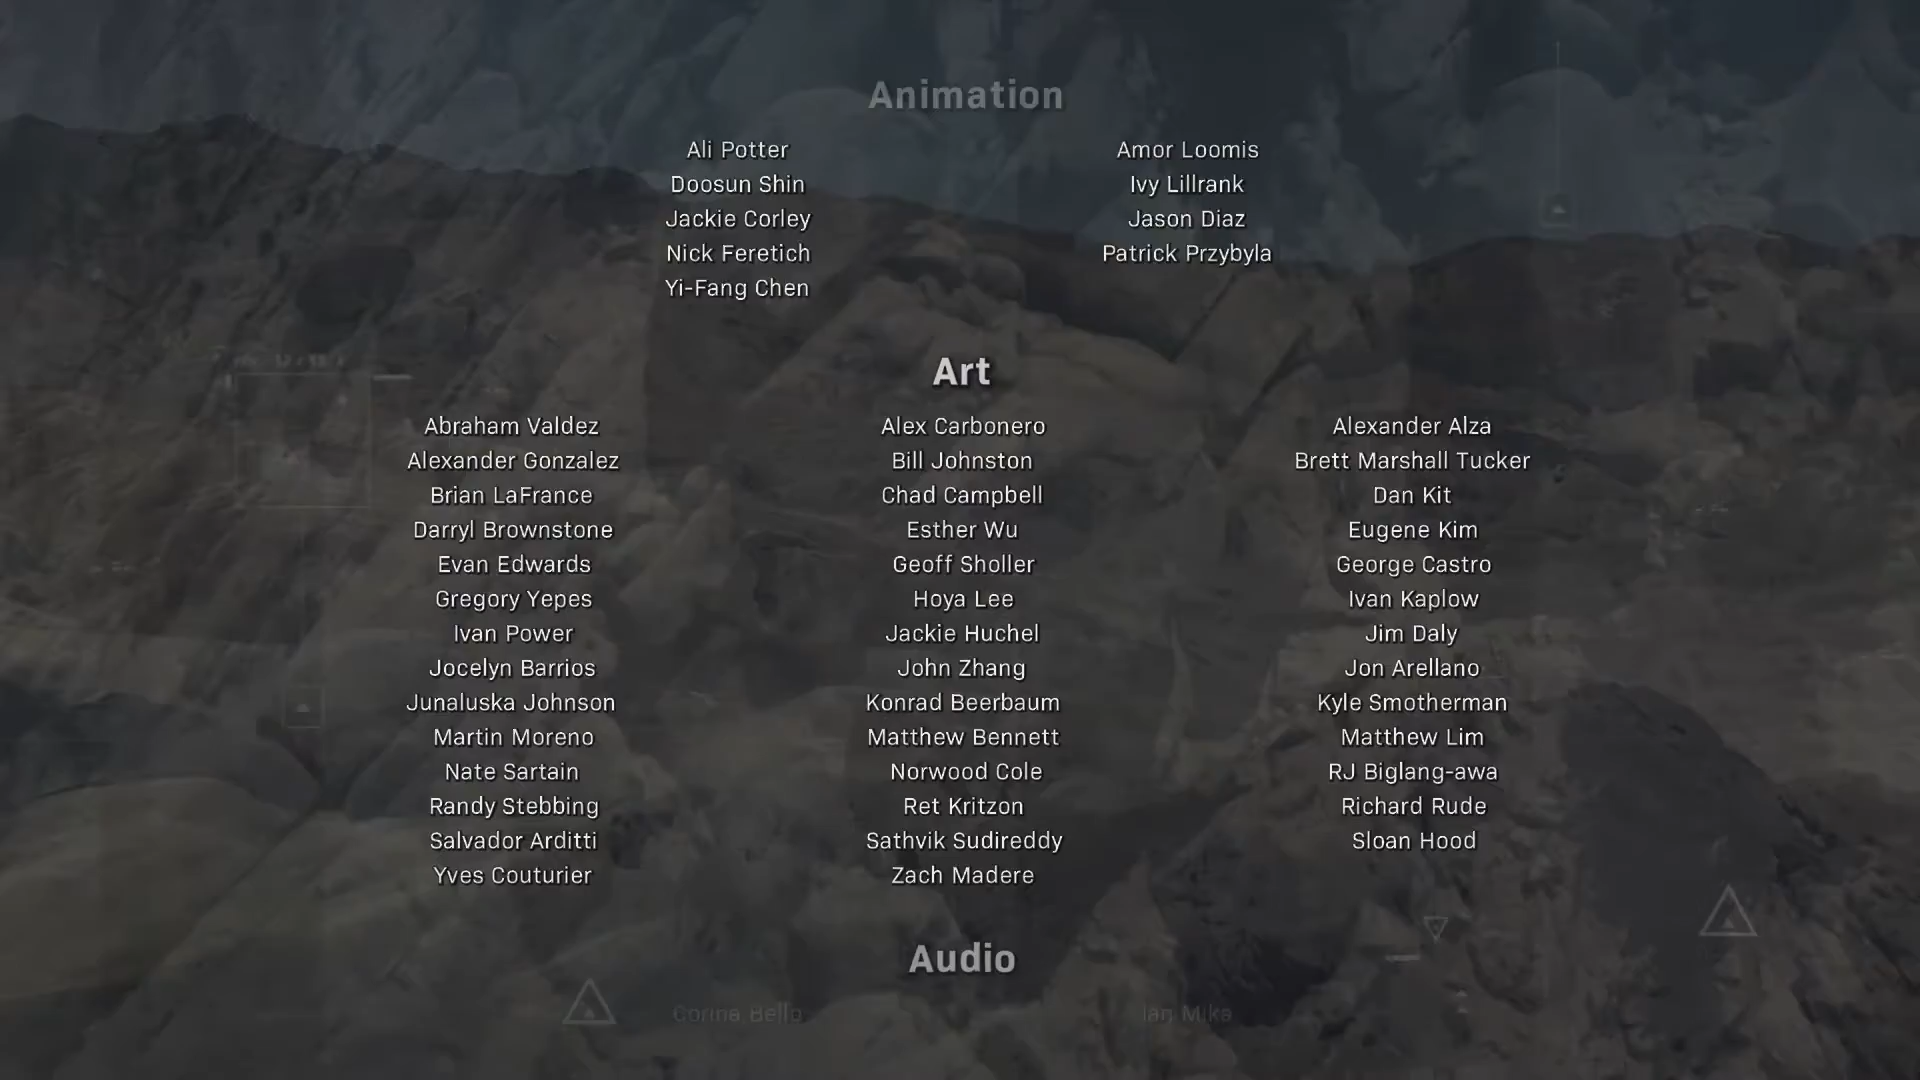 Animation
Ali Potter
Amor Loomis
Doosun Shin
Ivy Lillrank
Jackie Corley
Jason Diaz
Nick Feretich
Patrick Przybyla
Yi-Fang Chen
Art
Abraham Valdez
Alex Carbonero
Alexander Alza
Alexander Gonzalez
Bill Johnston
Brett Marshall Tucker
Brian LaFrance
Chad Campbell
Dan Kit
Darryl Brownstone
Esther Wu
Eugene Kim
Evan Edwards
Geoff Sholler
George Castro
Gregory Yepes
Hoya Lee
Ivan Kaplow
Ivan Power
Jackie Huchel
Jim Daly
Jocelyn Barrios
John Zhang
Jon Arellano
Junaluska Johnson
Konrad Beerbaum
Kyle Smotherman
Martin Moreno
Matthew Bennett
Matthew Lim
Nate Sartain
Norwood Cole
RJ Biglang-awa
Randy Stebbing
Ret Kritzon
Richard Rude
Salvador Arditti
Sathvik Sudireddy
Sloan Hood
Yves Couturier
Zach Madere
Audio
Corina Bello
Ian Mika